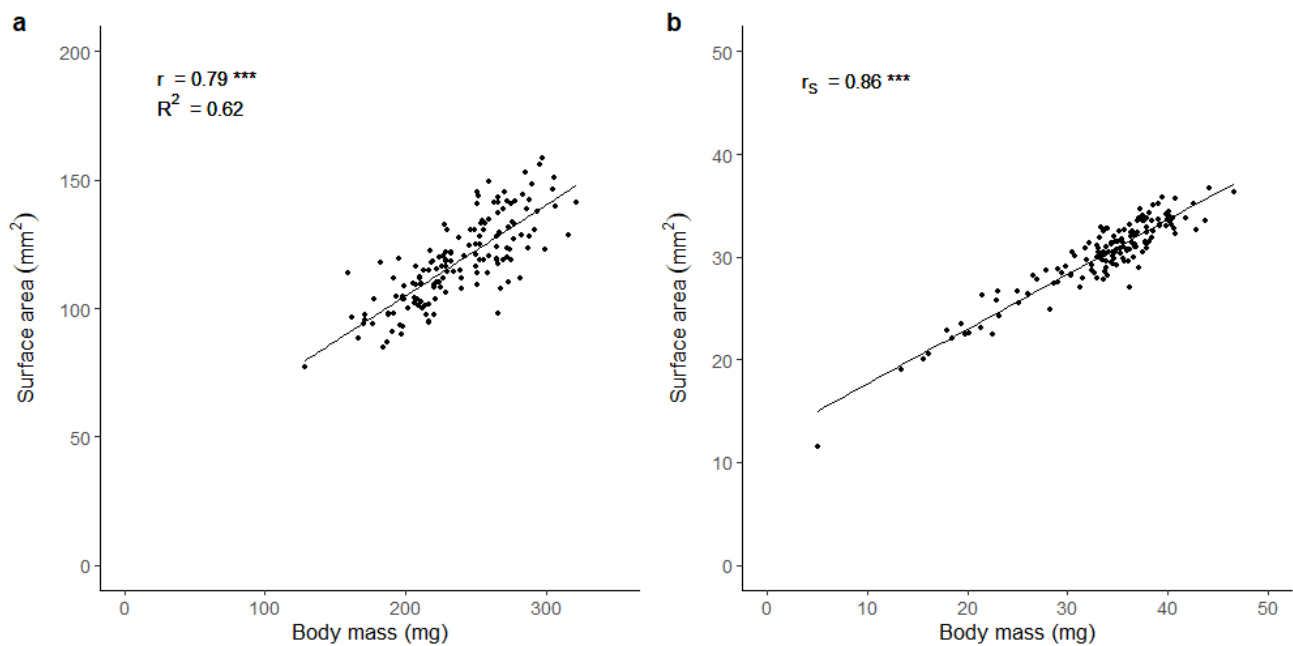 a
r = 0.79 ***
R² = 0.62
200
150
100
50
0
Surface area (mm²)
0 100 200 300
Body mass (mg)
b
rₛ = 0.86 ***
50
40
30
20
10
0
Surface area (mm²)
0 10 20 30 40 50
Body mass (mg)